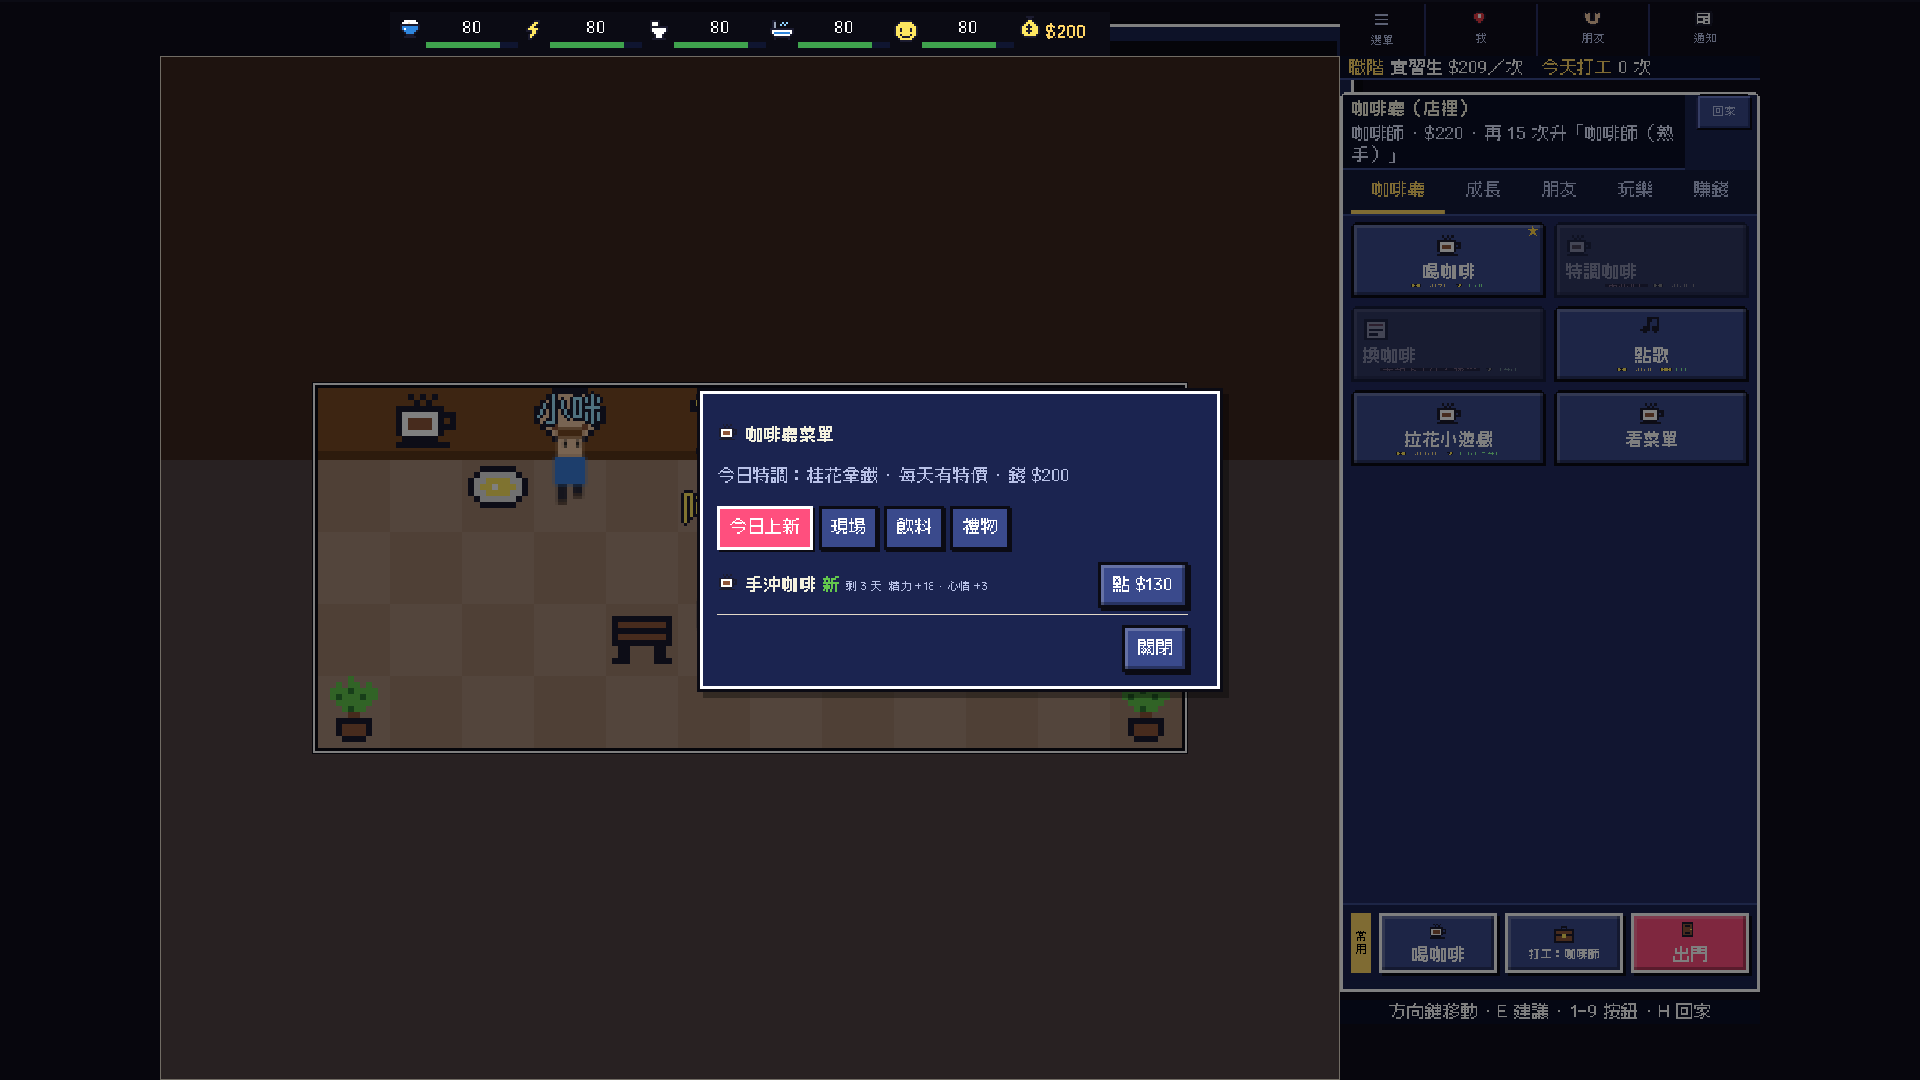 80 80 80 80 80 $200
選單 我 朋友 通知
職階 實習生 $209／次 今天打工 0 次
咖啡廳（店裡）
回家
咖啡師 · $220 · 再 15 次升「咖啡師（熟
手）」
咖啡廳 成長 朋友 玩樂 賺錢
喝咖啡
特調咖啡
換咖啡
點歌
拉花小遊戲
看菜單
小咪
咖啡廳菜單
今日特調：桂花拿鐵 · 每天有特價 · 錢 $200
今日上新 現場 飲料 禮物
手沖咖啡 新 剩 3 天 精力 +18 · 心情 +3
點 $130
關閉
常用
喝咖啡
打工：咖啡師
出門
方向鍵移動 · E 建議 · 1-9 按鈕 · H 回家